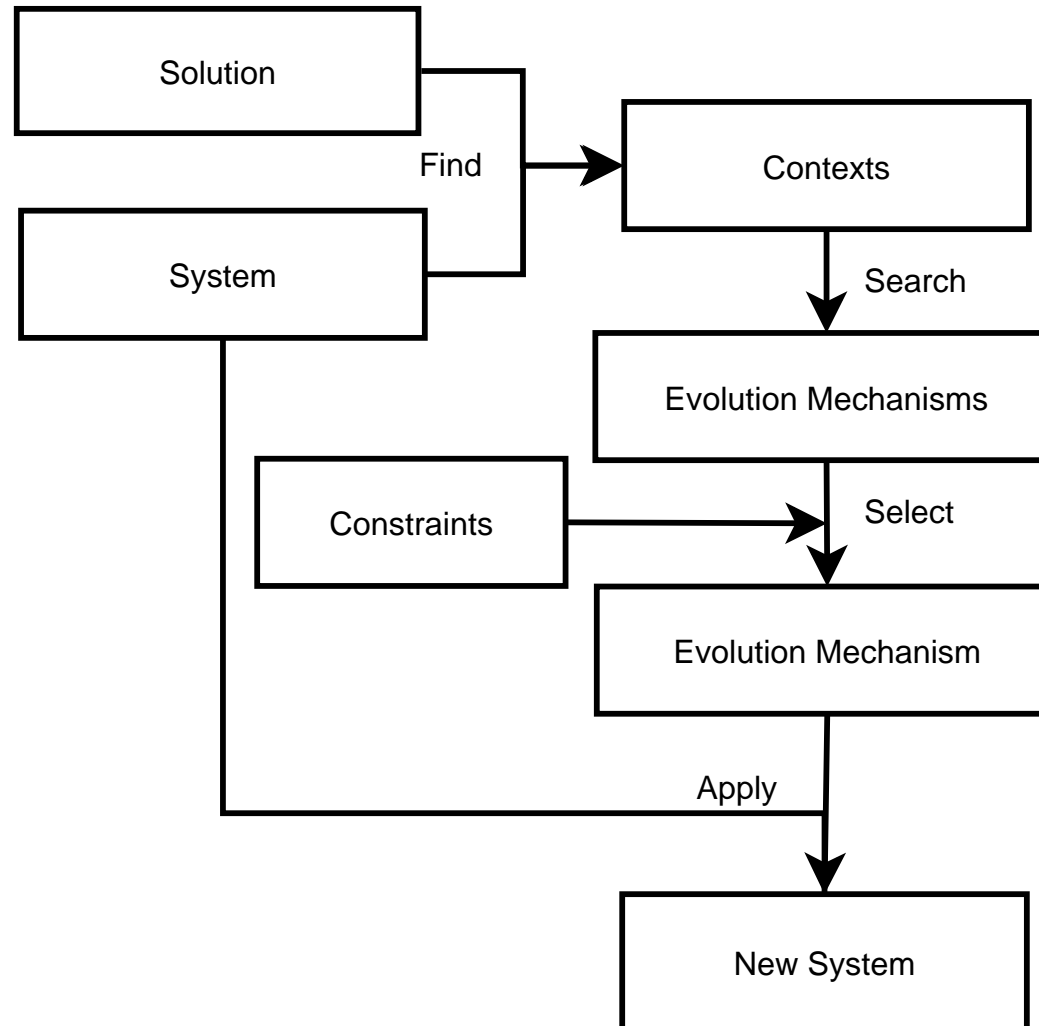 Solution
Find
Contexts
System
Search
Evolution Mechanisms
Constraints
Select
Evolution Mechanism
Apply
New System